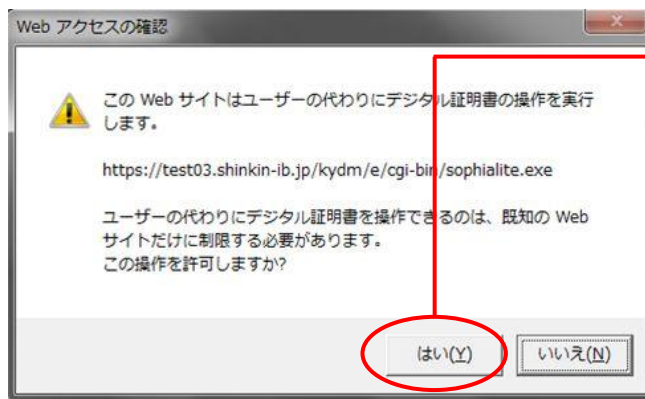 Web アクセスの確認
この Web サイトはユーザーの代わりにデジタル証明書の操作を実行
します。
https://test03.shinkin-ib.jp/kydm/e/cgi-bin/sophialite.exe
ユーザーの代わりにデジタル証明書を操作できるのは、既知の Web
サイトだけに制限する必要があります。
この操作を許可しますか?
はい(Y)
いいえ(N)